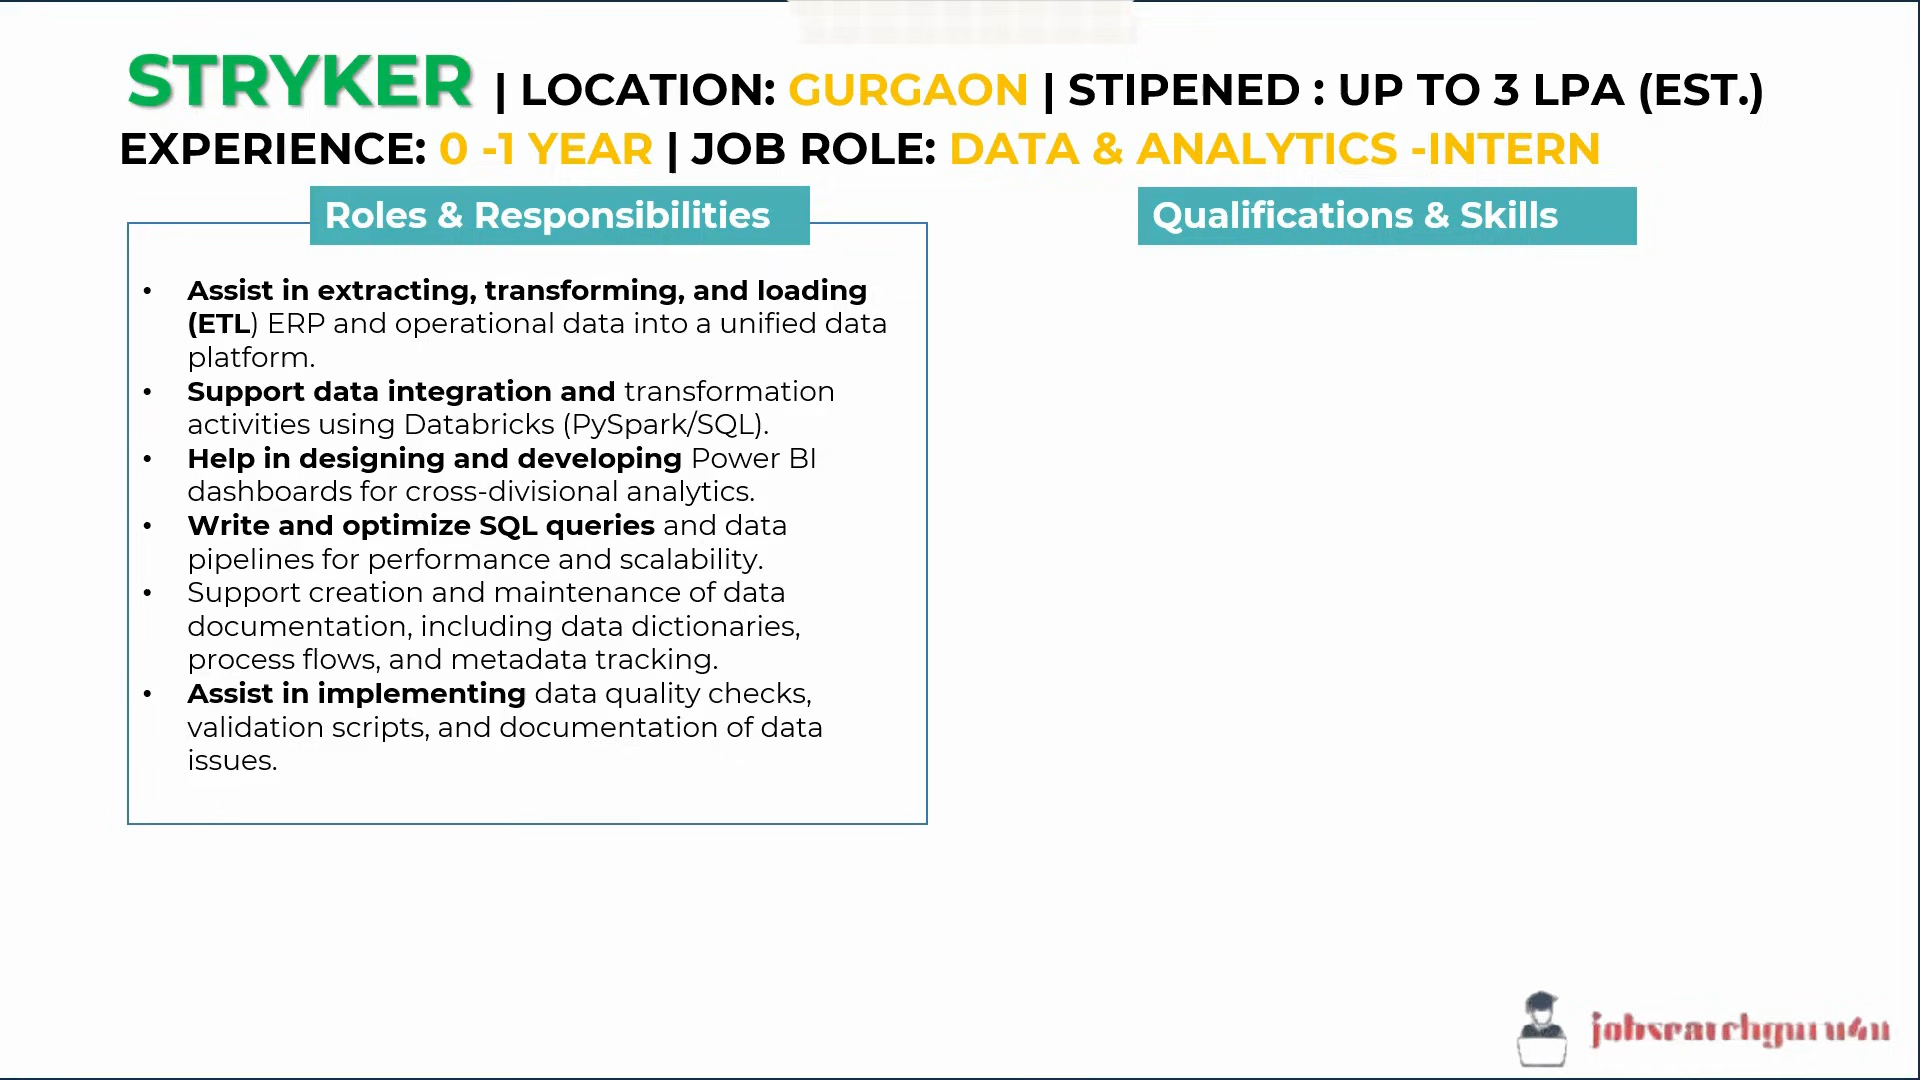 STRYKER | LOCATION: GURGAON | STIPENED : UP TO 3 LPA (EST.)
EXPERIENCE: 0 -1 YEAR | JOB ROLE: DATA & ANALYTICS -INTERN
Roles & Responsibilities
• Assist in extracting, transforming, and loading
(ETL) ERP and operational data into a unified data
platform.
• Support data integration and transformation
activities using Databricks (PySpark/SQL).
• Help in designing and developing Power BI
dashboards for cross-divisional analytics.
• Write and optimize SQL queries and data
pipelines for performance and scalability.
• Support creation and maintenance of data
documentation, including data dictionaries,
process flows, and metadata tracking.
• Assist in implementing data quality checks,
validation scripts, and documentation of data
issues.
Qualifications & Skills
jobsearchguru4u